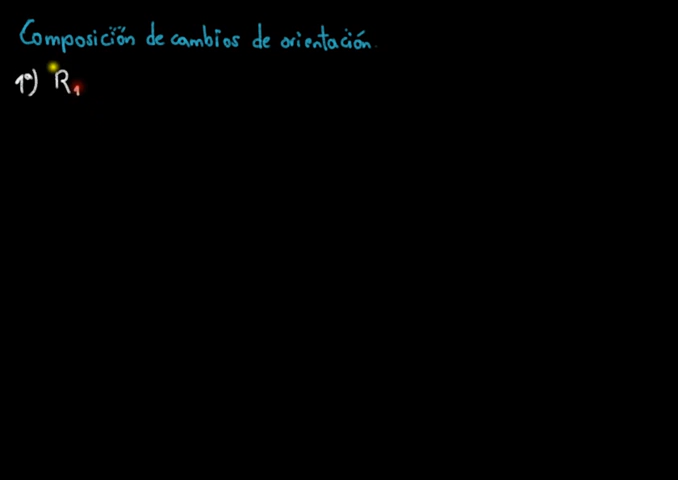 Composición de cambios de orientación.
1º) R₁